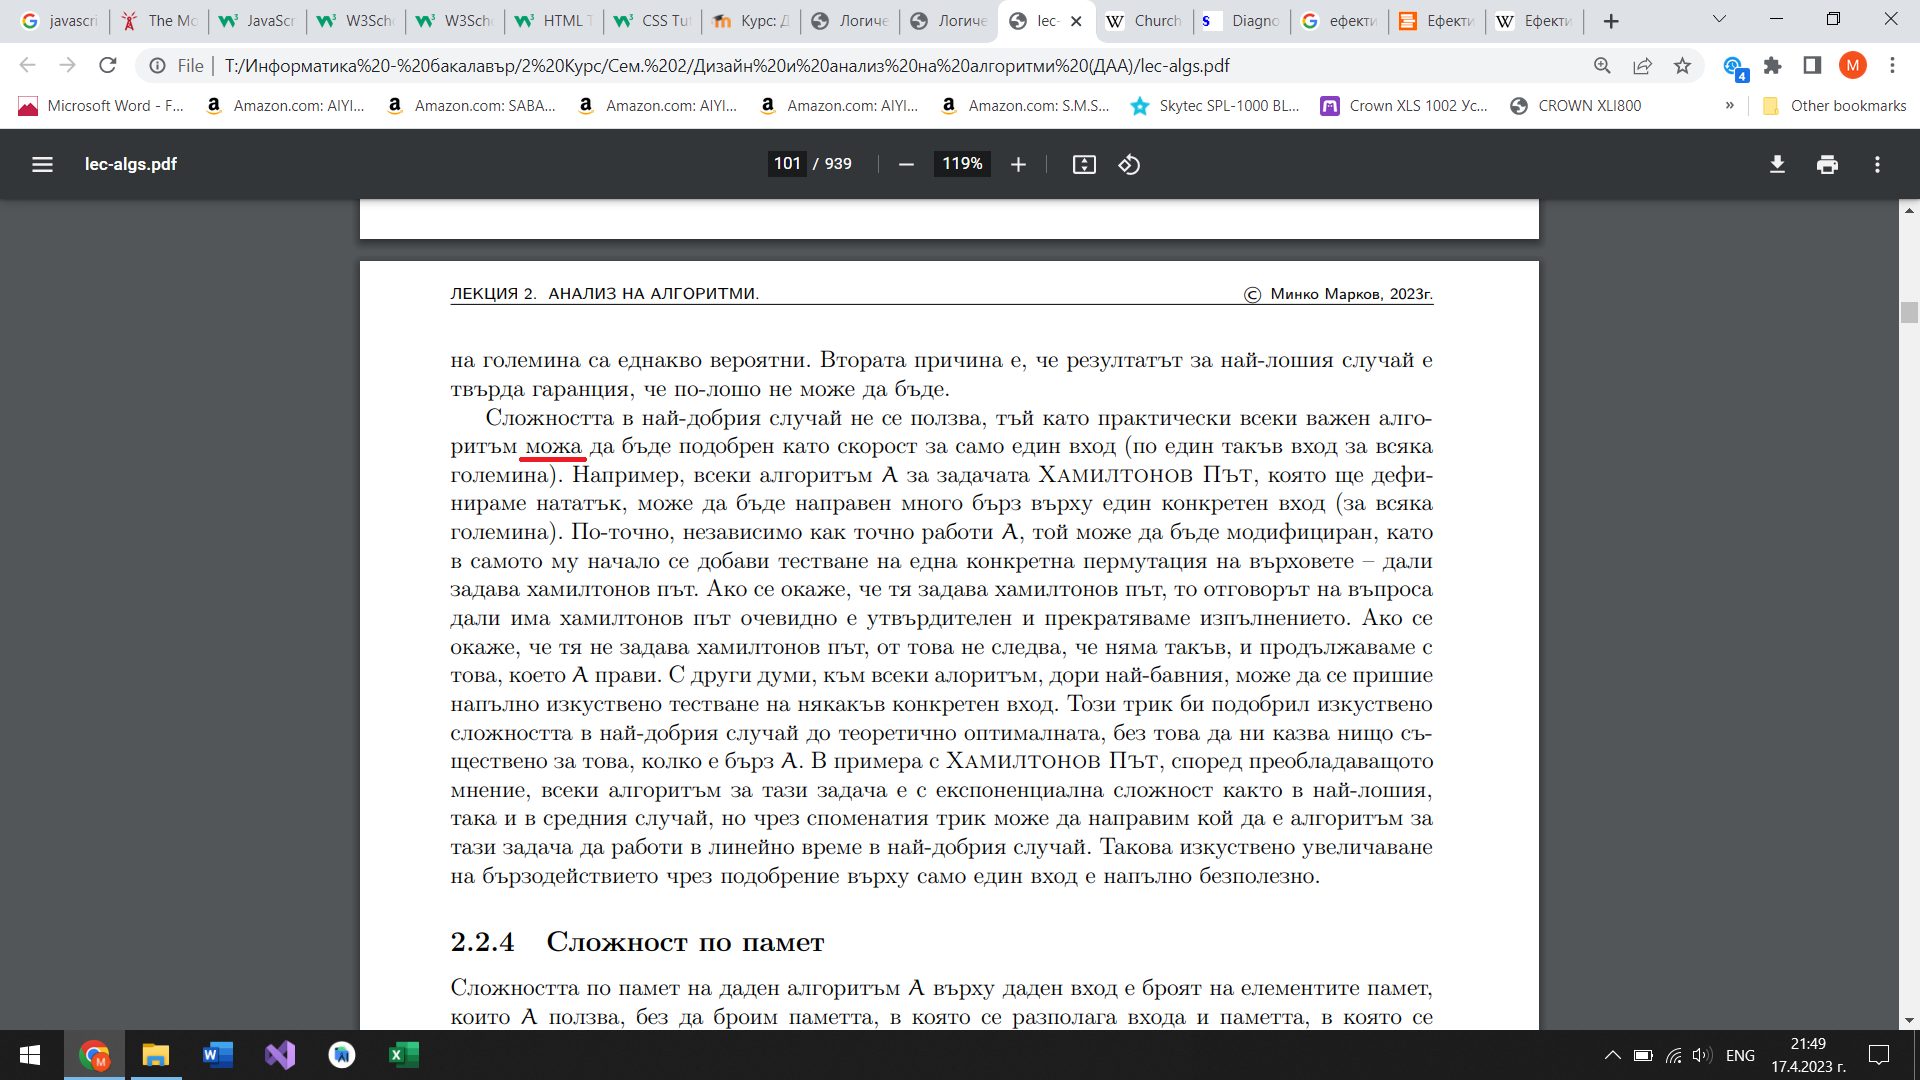 javascri
The Mo
JavaScr
W3Scho
W3Scho
HTML T
CSS Tut
Курс: Д
Логиче
Логиче
lec-
Church
Diagno
ефекти
Ефекти
Ефекти
File T:/Информатика%20-%20бакалавър/2%20Курс/Сем.%202/Дизайн%20и%20анализ%20на%20алгоритми%20(ДАА)/lec-algs.pdf
4
M
Microsoft Word - F...
Amazon.com: AIYI...
Amazon.com: SABA...
Amazon.com: AIYI...
Amazon.com: AIYI...
Amazon.com: S.M.S...
Skytec SPL-1000 BL...
Crown XLS 1002 Ус...
CROWN XLI800
»
Other bookmarks
lec-algs.pdf
101 / 939
119%
ЛЕКЦИЯ 2. АНАЛИЗ НА АЛГОРИТМИ. © Минко Марков, 2023г.
на големина са еднакво вероятни. Втората причина е, че резултатът за най-лошия случай е
твърда гаранция, че по-лошо не може да бъде.
Сложността в най-добрия случай не се ползва, тъй като практически всеки важен алго-
ритъм можа да бъде подобрен като скорост за само един вход (по един такъв вход за всяка
големина). Например, всеки алгоритъм A за задачата ХАМИЛТОНОВ ПЪТ, която ще дефи-
нираме нататък, може да бъде направен много бърз върху един конкретен вход (за всяка
големина). По-точно, независимо как точно работи A, той може да бъде модифициран, като
в самото му начало се добави тестване на една конкретна пермутация на върховете – дали
задава хамилтонов път. Ако се окаже, че тя задава хамилтонов път, то отговорът на въпроса
дали има хамилтонов път очевидно е утвърдителен и прекратяваме изпълнението. Ако се
окаже, че тя не задава хамилтонов път, от това не следва, че няма такъв, и продължаваме с
това, което A прави. С други думи, към всеки алоритъм, дори най-бавния, може да се пришие
напълно изкуствено тестване на някакъв конкретен вход. Този трик би подобрил изкуствено
сложността в най-добрия случай до теоретично оптималната, без това да ни казва нищо съ-
ществено за това, колко е бърз A. В примера с ХАМИЛТОНОВ ПЪТ, според преобладаващото
мнение, всеки алгоритъм за тази задача е с експоненциална сложност както в най-лошия,
така и в средния случай, но чрез споменатия трик може да направим кой да е алгоритъм за
тази задача да работи в линейно време в най-добрия случай. Такова изкуствено увеличаване
на бързодействието чрез подобрение върху само един вход е напълно безполезно.
2.2.4 Сложност по памет
Сложността по памет на даден алгоритъм A върху даден вход е броят на елементите памет,
които A ползва, без да броим паметта, в която се разполага входа и паметта, в която се
ENG
21:49
17.4.2023 г.